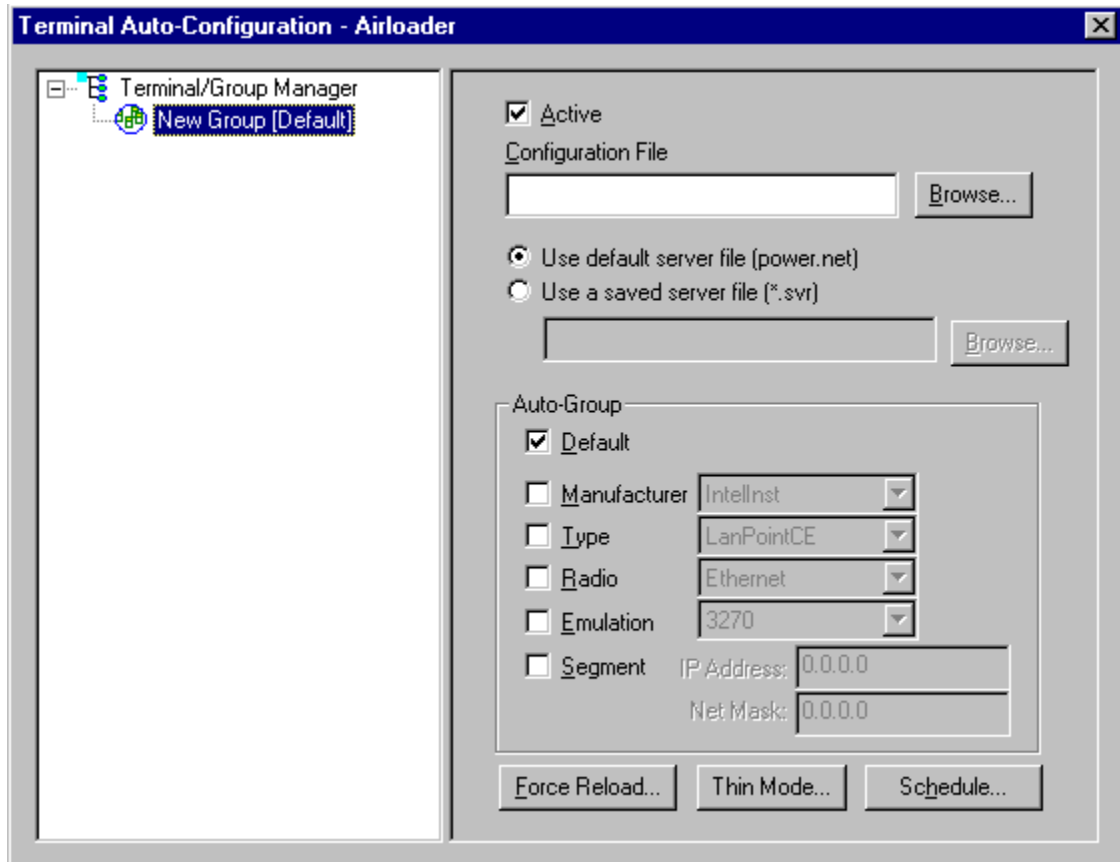 Terminal Auto-Configuration - Airloader
Terminal/Group Manager
New Group [Default]
Active
Configuration File
Browse...
Use default server file (power.net)
Use a saved server file (*.svr)
Browse...
Auto-Group
Default
Manufacturer IntelInst
Type LanPointCE
Radio Ethernet
Emulation 3270
Segment IP Address: 0.0.0.0
Net Mask: 0.0.0.0
Force Reload... Thin Mode... Schedule...